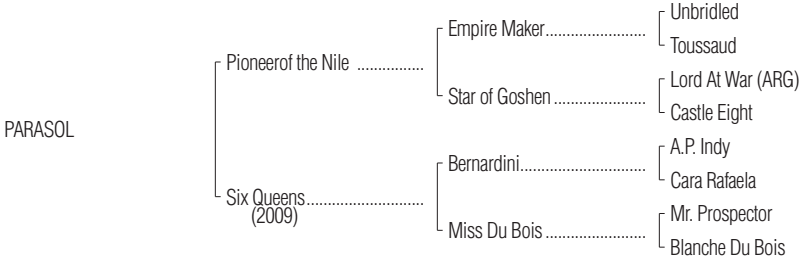 Unbridled
Empire Maker.........................
Toussaud
Pioneerof the Nile ................
Lord At War (ARG)
Star of Goshen .......................
Castle Eight
PARASOL
A.P. Indy
Bernardini...............................
Cara Rafaela
Six Queens.............................
(2009)
Mr. Prospector
Miss Du Bois .........................
Blanche Du Bois